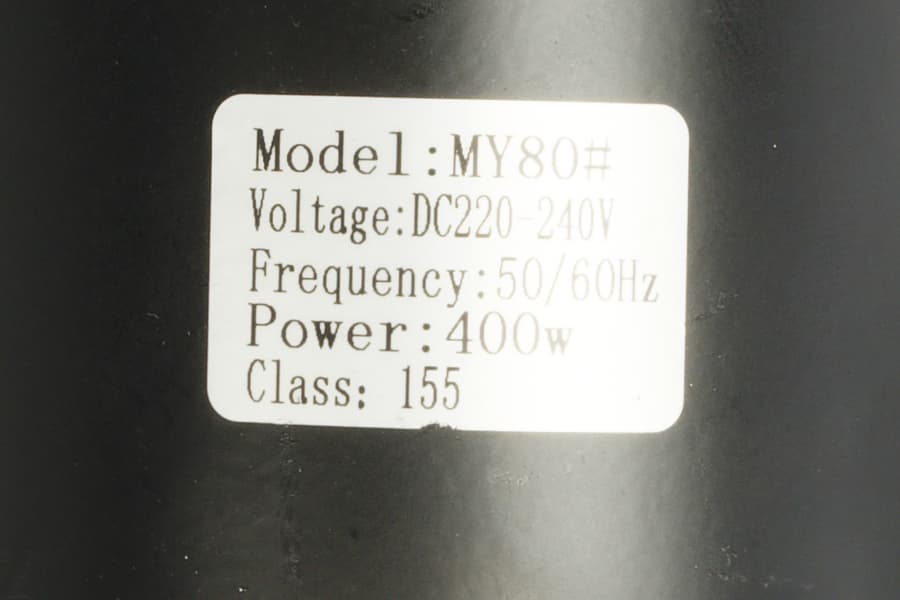 Model:MY80#
Voltage:DC220-240V
Frequency:50/60Hz
Power:400w
Class: 155